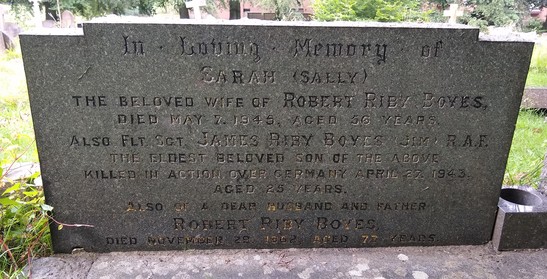 In Loving Memory of
SARAH (SALLY)
THE BELOVED WIFE OF ROBERT RIBY BOYES,
DIED MAY 7, 1945, AGED 56 YEARS.
ALSO FLT SGT. JAMES RIBY BOYES "JIM" R.A.F.
THE ELDEST BELOVED SON OF THE ABOVE
KILLED IN ACTION OVER GERMANY APRIL 27, 1943.
AGED 25 YEARS.
ALSO OF A DEAR HUSBAND AND FATHER
ROBERT RIBY BOYES
DIED NOVEMBER AGED 77 YEARS.